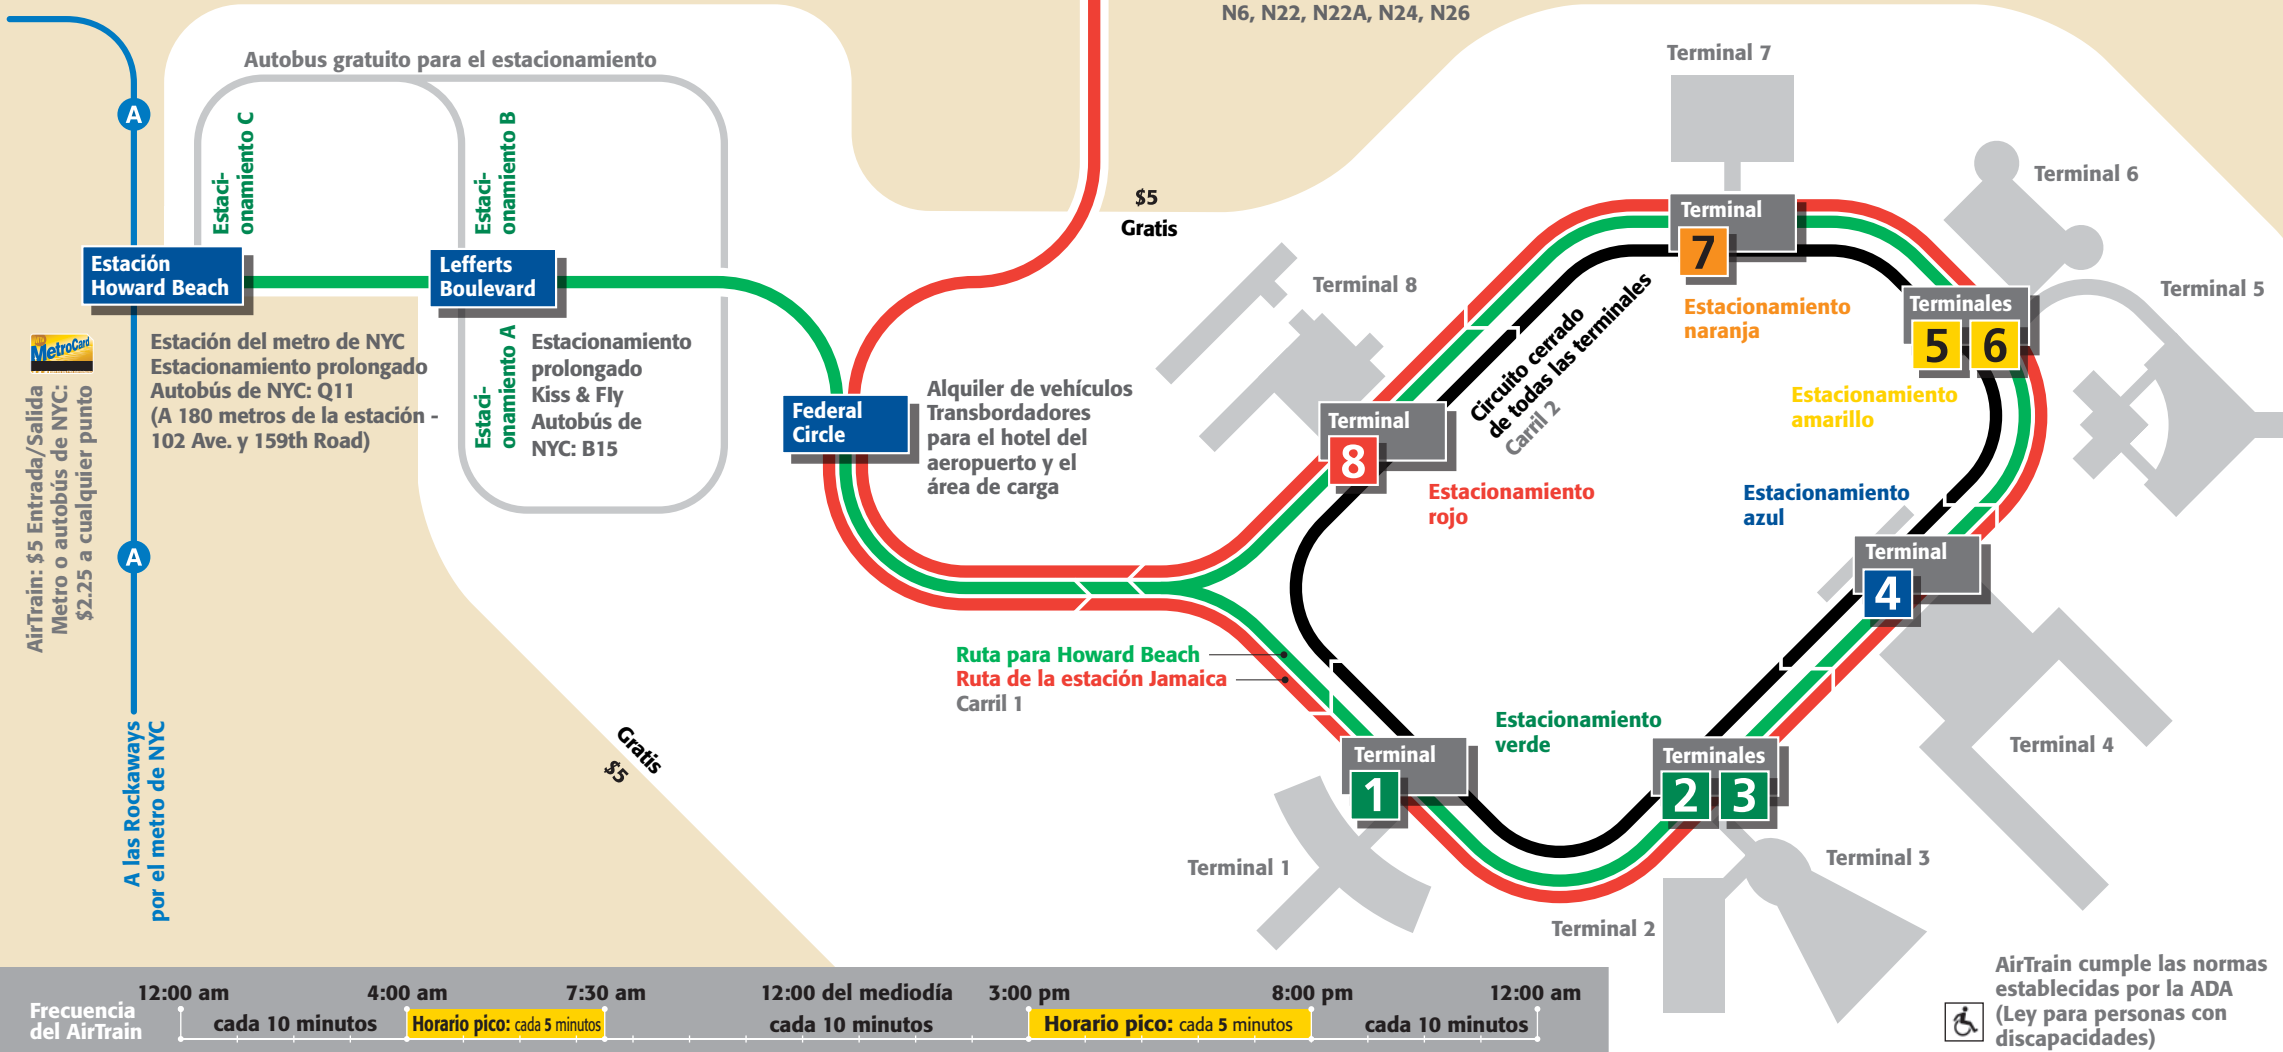 N6, N22, N22A, N24, N26
Autobus gratuito para el estacionamiento
A
Estaci-
onamiento C
Estaci-
onamiento B
Estación
Howard Beach
Lefferts
Boulevard
MetroCard
AirTrain: $5 Entrada/Salida
Metro o autobús de NYC:
$2.25 a cualquier punto
Estación del metro de NYC
Estacionamiento prolongado
Autobús de NYC: Q11
(A 180 metros de la estación -
102 Ave. y 159th Road)
Estaci-
onamiento A
Estacionamiento
prolongado
Kiss & Fly
Autobús de
NYC: B15
A
A las Rockaways
por el metro de NYC
Federal
Circle
Alquiler de vehículos
Transbordadores
para el hotel del
aeropuerto y el
área de carga
$5
Gratis
Gratis
$5
Ruta para Howard Beach
Ruta de la estación Jamaica
Carril 1
Terminal 8
Terminal
8
Estacionamiento
rojo
Circuito cerrado
de todas las terminales
Carril 2
Terminal 7
Terminal
7
Estacionamiento
naranja
Terminal 6
Terminal 5
Terminales
5 6
Estacionamiento
amarillo
Estacionamiento
azul
Terminal
4
Terminal 4
Estacionamiento
verde
Terminal
1
Terminal 1
Terminales
2 3
Terminal 3
Terminal 2
AirTrain cumple las normas
establecidas por la ADA
(Ley para personas con
discapacidades)
Frecuencia
del AirTrain
12:00 am 4:00 am 7:30 am 12:00 del mediodía 3:00 pm 8:00 pm 12:00 am
cada 10 minutos Horario pico: cada 5 minutos cada 10 minutos Horario pico: cada 5 minutos cada 10 minutos